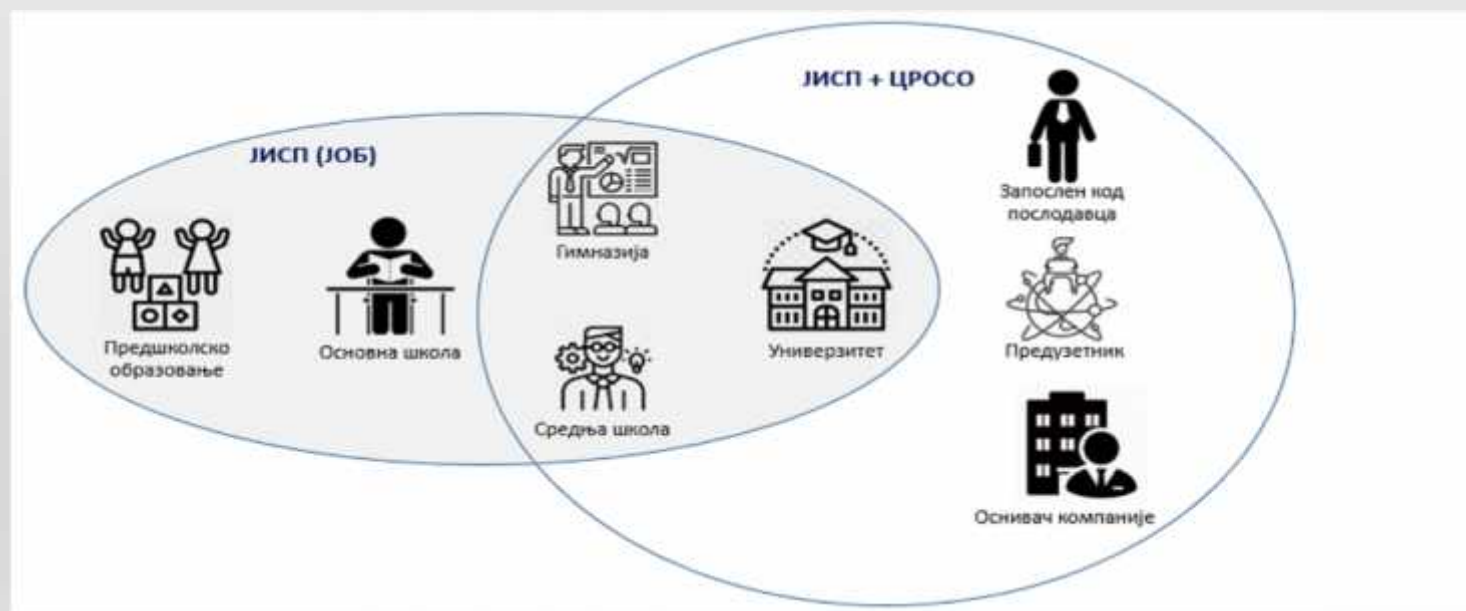 ЈИСП + ЦРОСО
ЈИСП (ЈОБ)
Предшколско
образовање
Основна школа
Гимназија
Средња школа
Универзитет
Запослен код
послодавца
Предузетник
Оснивач компаније